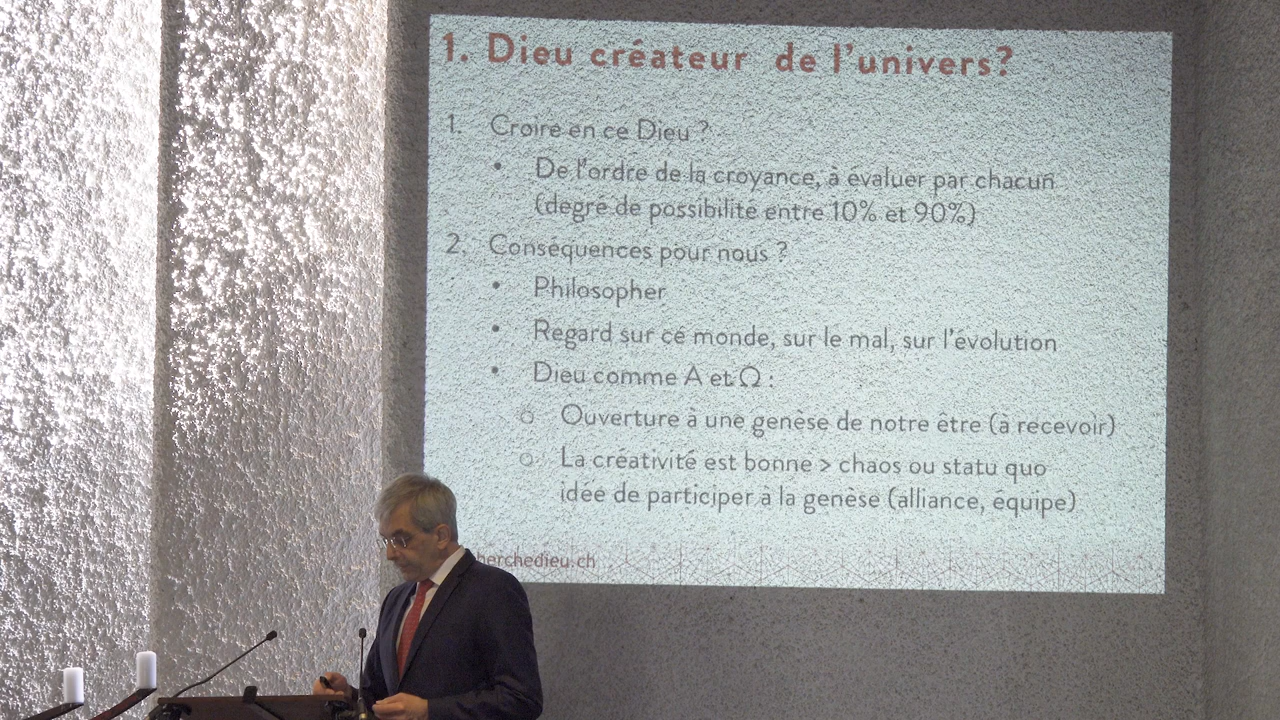 1. Dieu créateur de l'univers?
1. Croire en ce Dieu ?
• De l'ordre de la croyance, à évaluer par chacun
(degré de possibilité entre 10% et 90%)
2. Conséquences pour nous ?
• Philosopher
• Regard sur ce monde, sur le mal, sur l'évolution
• Dieu comme A et Ω :
o Ouverture à une genèse de notre être (à recevoir)
o La créativité est bonne > chaos ou statu quo
idée de participer à la genèse (alliance, équipe)
herchedieu.ch